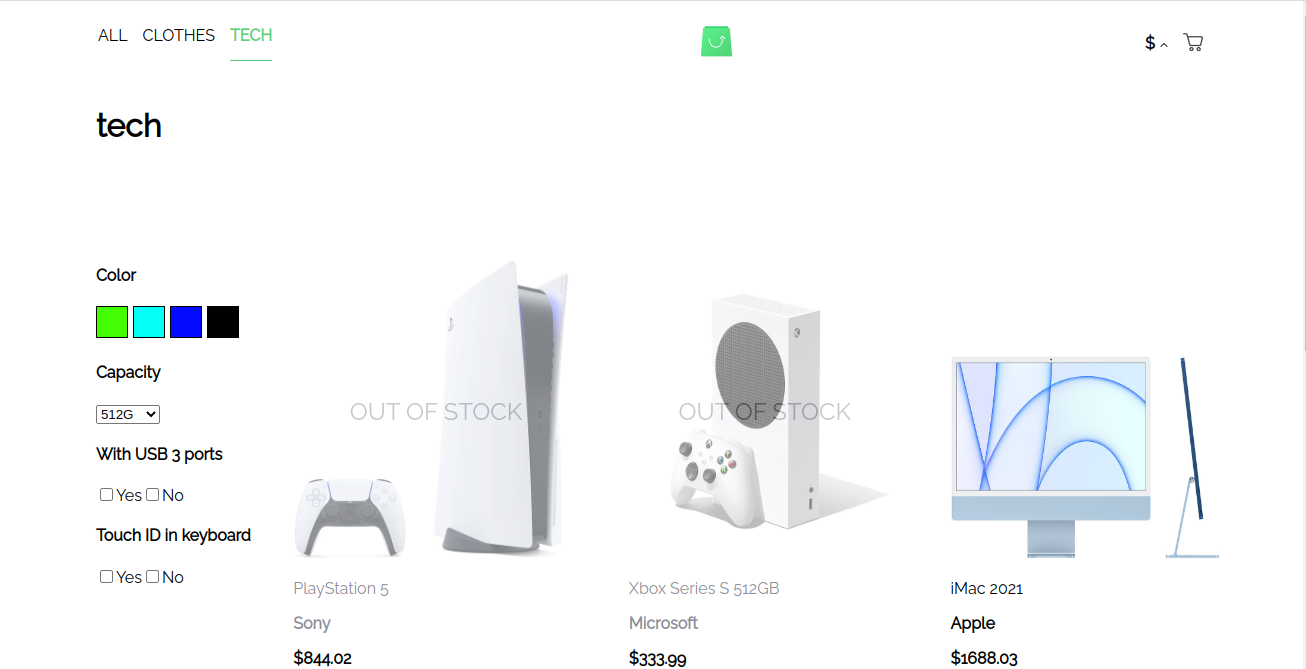 ALL CLOTHES TECH
$
tech
Color
Capacity
512G
With USB 3 ports
Yes No
Touch ID in keyboard
Yes No
OUT OF STOCK
PlayStation 5
Sony
$844.02
OUT OF STOCK
Xbox Series S 512GB
Microsoft
$333.99
iMac 2021
Apple
$1688.03